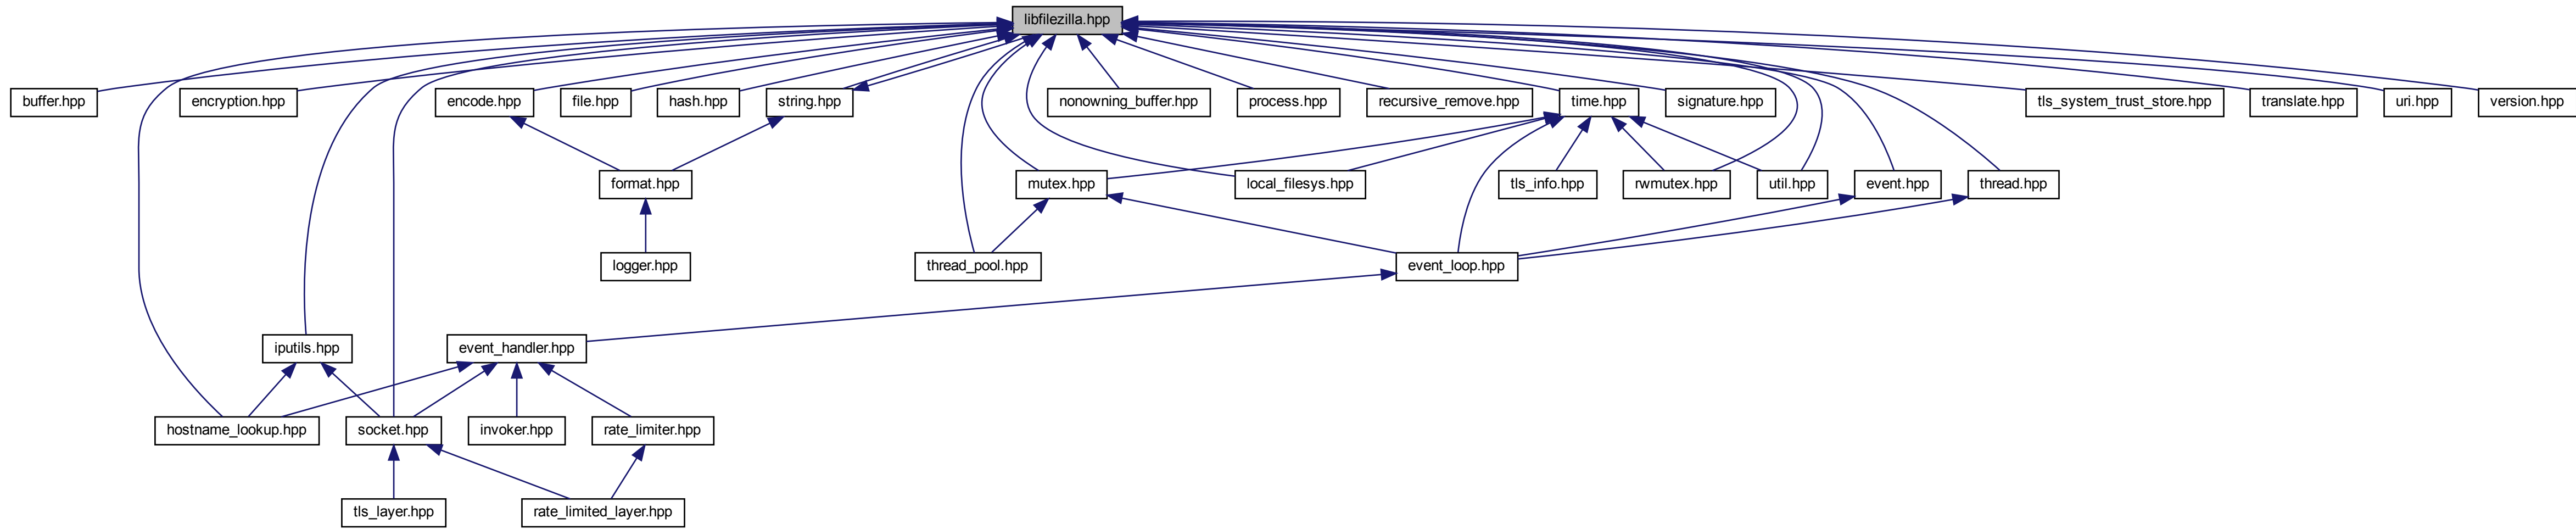 libfilezilla.hpp
buffer.hpp
encryption.hpp
encode.hpp
file.hpp
hash.hpp
string.hpp
nonowning_buffer.hpp
process.hpp
recursive_remove.hpp
time.hpp
signature.hpp
tls_system_trust_store.hpp
translate.hpp
uri.hpp
version.hpp
format.hpp
mutex.hpp
local_filesys.hpp
tls_info.hpp
rwmutex.hpp
util.hpp
event.hpp
thread.hpp
logger.hpp
thread_pool.hpp
event_loop.hpp
iputils.hpp
event_handler.hpp
hostname_lookup.hpp
socket.hpp
invoker.hpp
rate_limiter.hpp
tls_layer.hpp
rate_limited_layer.hpp